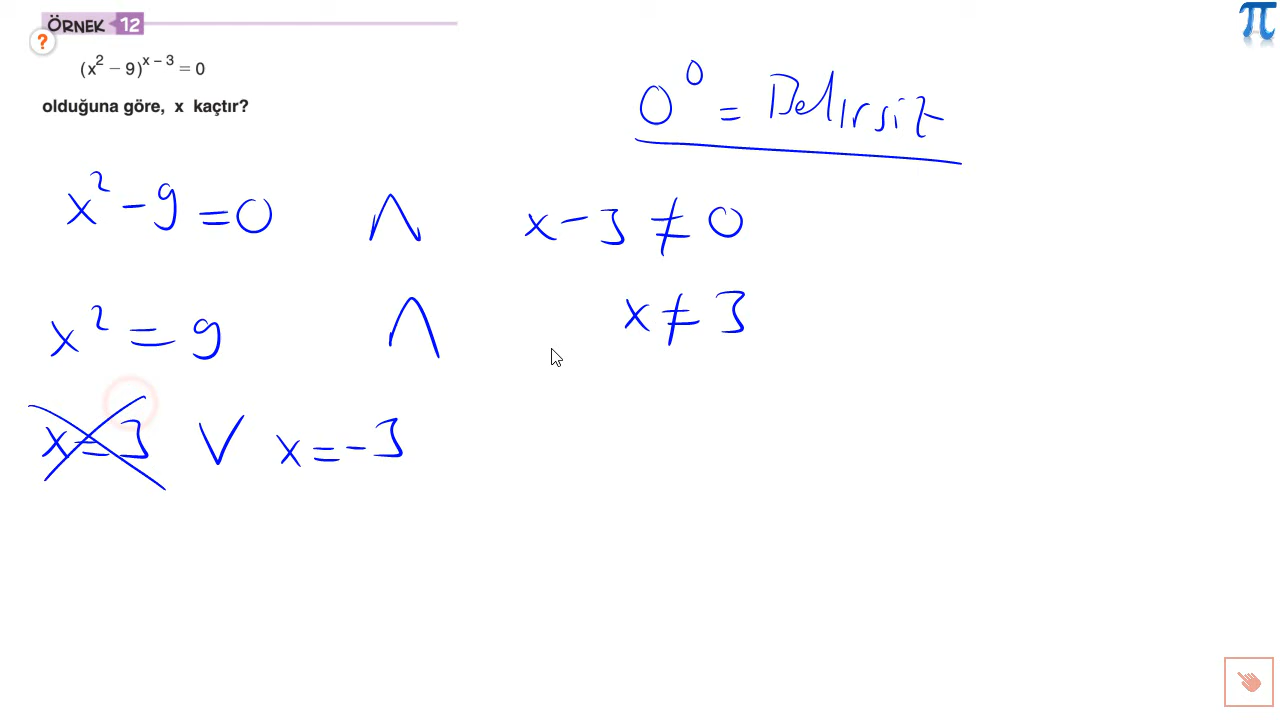 ÖRNEK 12
?
(x² − 9)ˣ ⁻ ³ = 0
olduğuna göre, x kaçtır?
0⁰ = Belirsiz
x² − 9 = 0 ∧ x − 3 ≠ 0
x² = 9 ∧ x ≠ 3
x = 3 ∨ x = −3
π